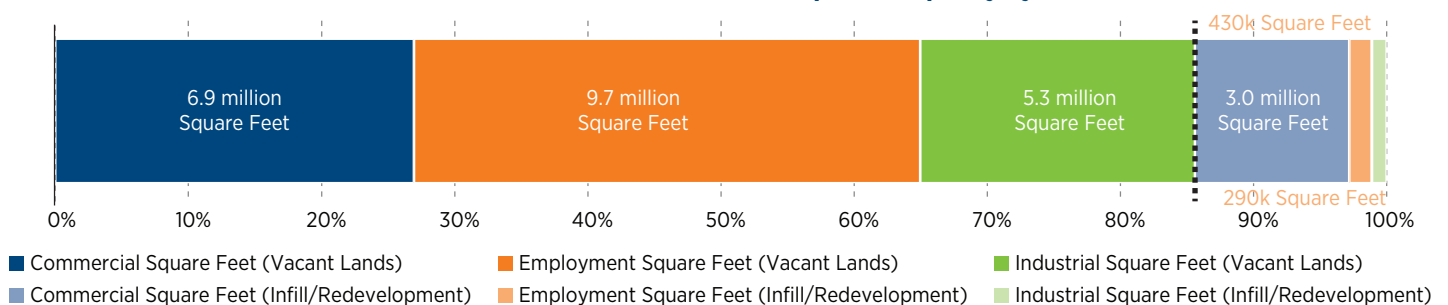 430k Square Feet
6.9 million
Square Feet
9.7 million
Square Feet
5.3 million
Square Feet
3.0 million
Square Feet
290k Square Feet
0% 10% 20% 30% 40% 50% 60% 70% 80% 90% 100%
Commercial Square Feet (Vacant Lands) Employment Square Feet (Vacant Lands) Industrial Square Feet (Vacant Lands)
Commercial Square Feet (Infill/Redevelopment) Employment Square Feet (Infill/Redevelopment) Industrial Square Feet (Infill/Redevelopment)